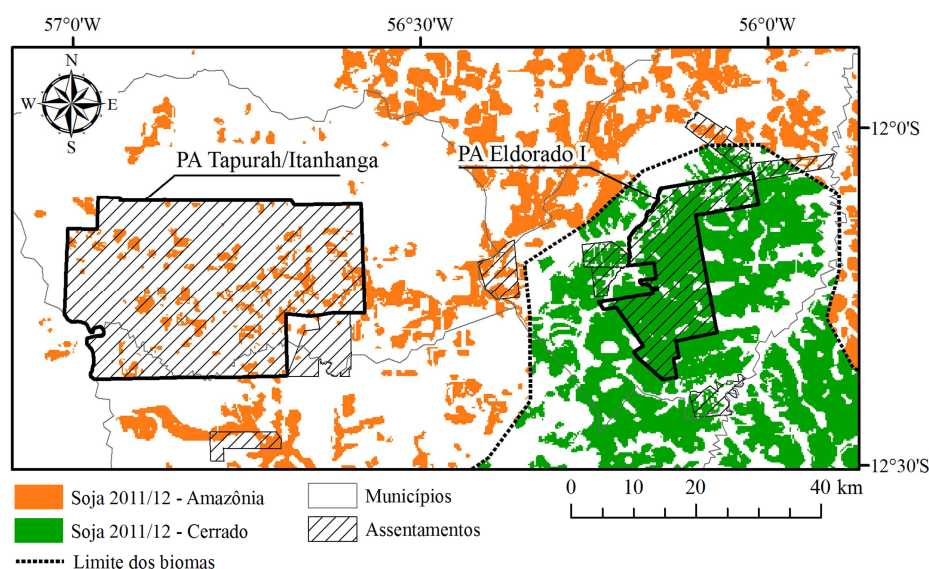 57°0'W 56°30'W 56°0'W
N
W E
S
12°0'S
PA Tapurah/Itanhanga
PA Eldorado I
12°30'S
Soja 2011/12 - Amazônia
Soja 2011/12 - Cerrado
Limite dos biomas
Municípios
Assentamentos
0 10 20 40 km